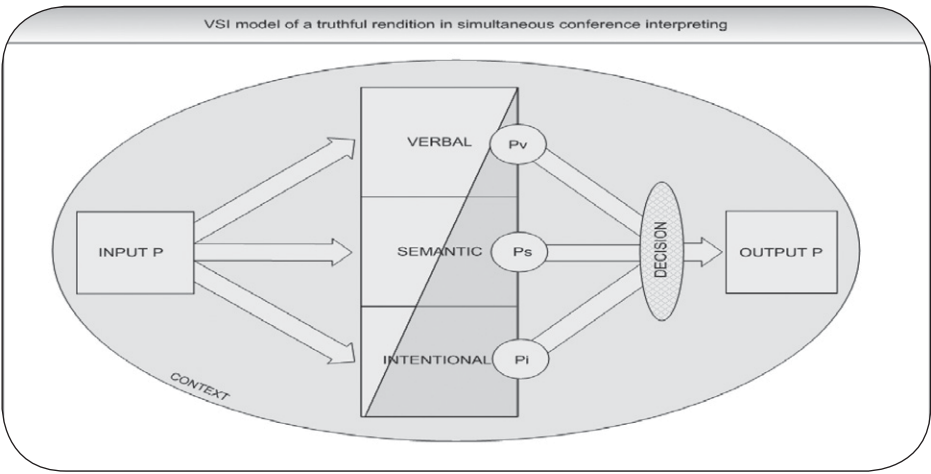 VSI model of a truthful rendition in simultaneous conference interpreting
VERBAL
Pv
INPUT P
SEMANTIC
Ps
DECISION
OUTPUT P
INTENTIONAL
Pi
CONTEXT